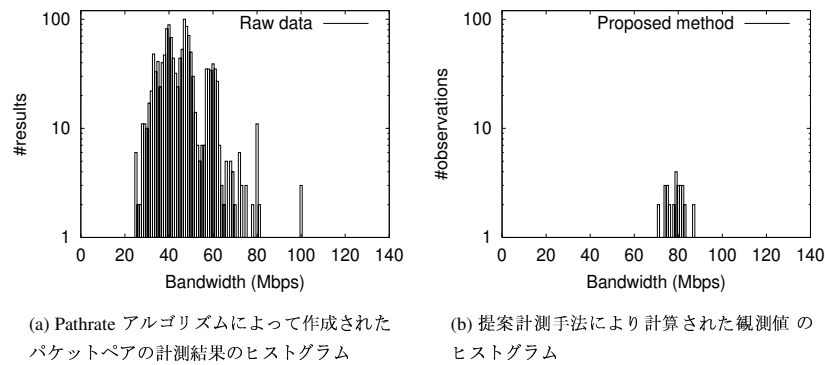 Raw data
100
10
1
#results
0 20 40 60 80 100 120 140
Bandwidth (Mbps)
(a) Pathrate アルゴリズムによって作成された
パケットペアの計測結果のヒストグラム
Proposed method
100
10
1
#observations
0 20 40 60 80 100 120 140
Bandwidth (Mbps)
(b) 提案計測手法により計算された観測値 の
ヒストグラム